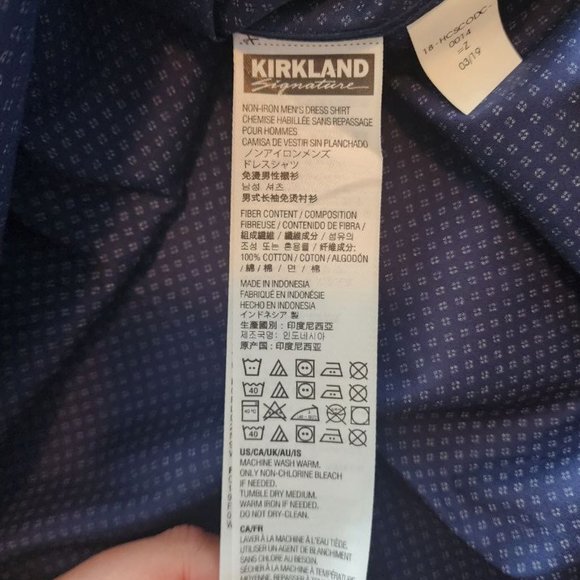 18-HCSCODC-
0014
=Z
03/19
KIRKLAND
Signature
NON-IRON MEN'S DRESS SHIRT
CHEMISE HABILLÉE SANS REPASSAGE
POUR HOMMES
CAMISA DE VESTIR SIN PLANCHADO
ノンアイロンメンズ
ドレスシャツ
免燙男性襯衫
남성 셔츠
男式长袖免烫衬衫
FIBER CONTENT / COMPOSITION
FIBREUSE / CONTENIDO DE FIBRA /
組成繊維 / 纖維成分 / 섬유의
조성 또는 혼용률 / 纤维成分:
100% COTTON / COTON / ALGODÓN
/ 綿 / 棉 / 면 / 棉
MADE IN INDONESIA
FABRIQUÉ EN INDONÉSIE
HECHO EN INDONESIA
インドネシア 製
生產國別 : 印度尼西亞
제조국명: 인도네시아
原产国: 印度尼西亚
40
40
US/CA/UK/AU/IS
MACHINE WASH WARM.
ONLY NON-CHLORINE BLEACH
IF NEEDED.
TUMBLE DRY MEDIUM.
WARM IRON IF NEEDED.
DO NOT DRY-CLEAN.
CA/FR
LAVER À LA MACHINE À L'EAU TIÈDE.
UTILISER UN AGENT DE BLANCHIMENT
SANS CHLORE AU BESOIN.
SÉCHER À LA MACHINE À